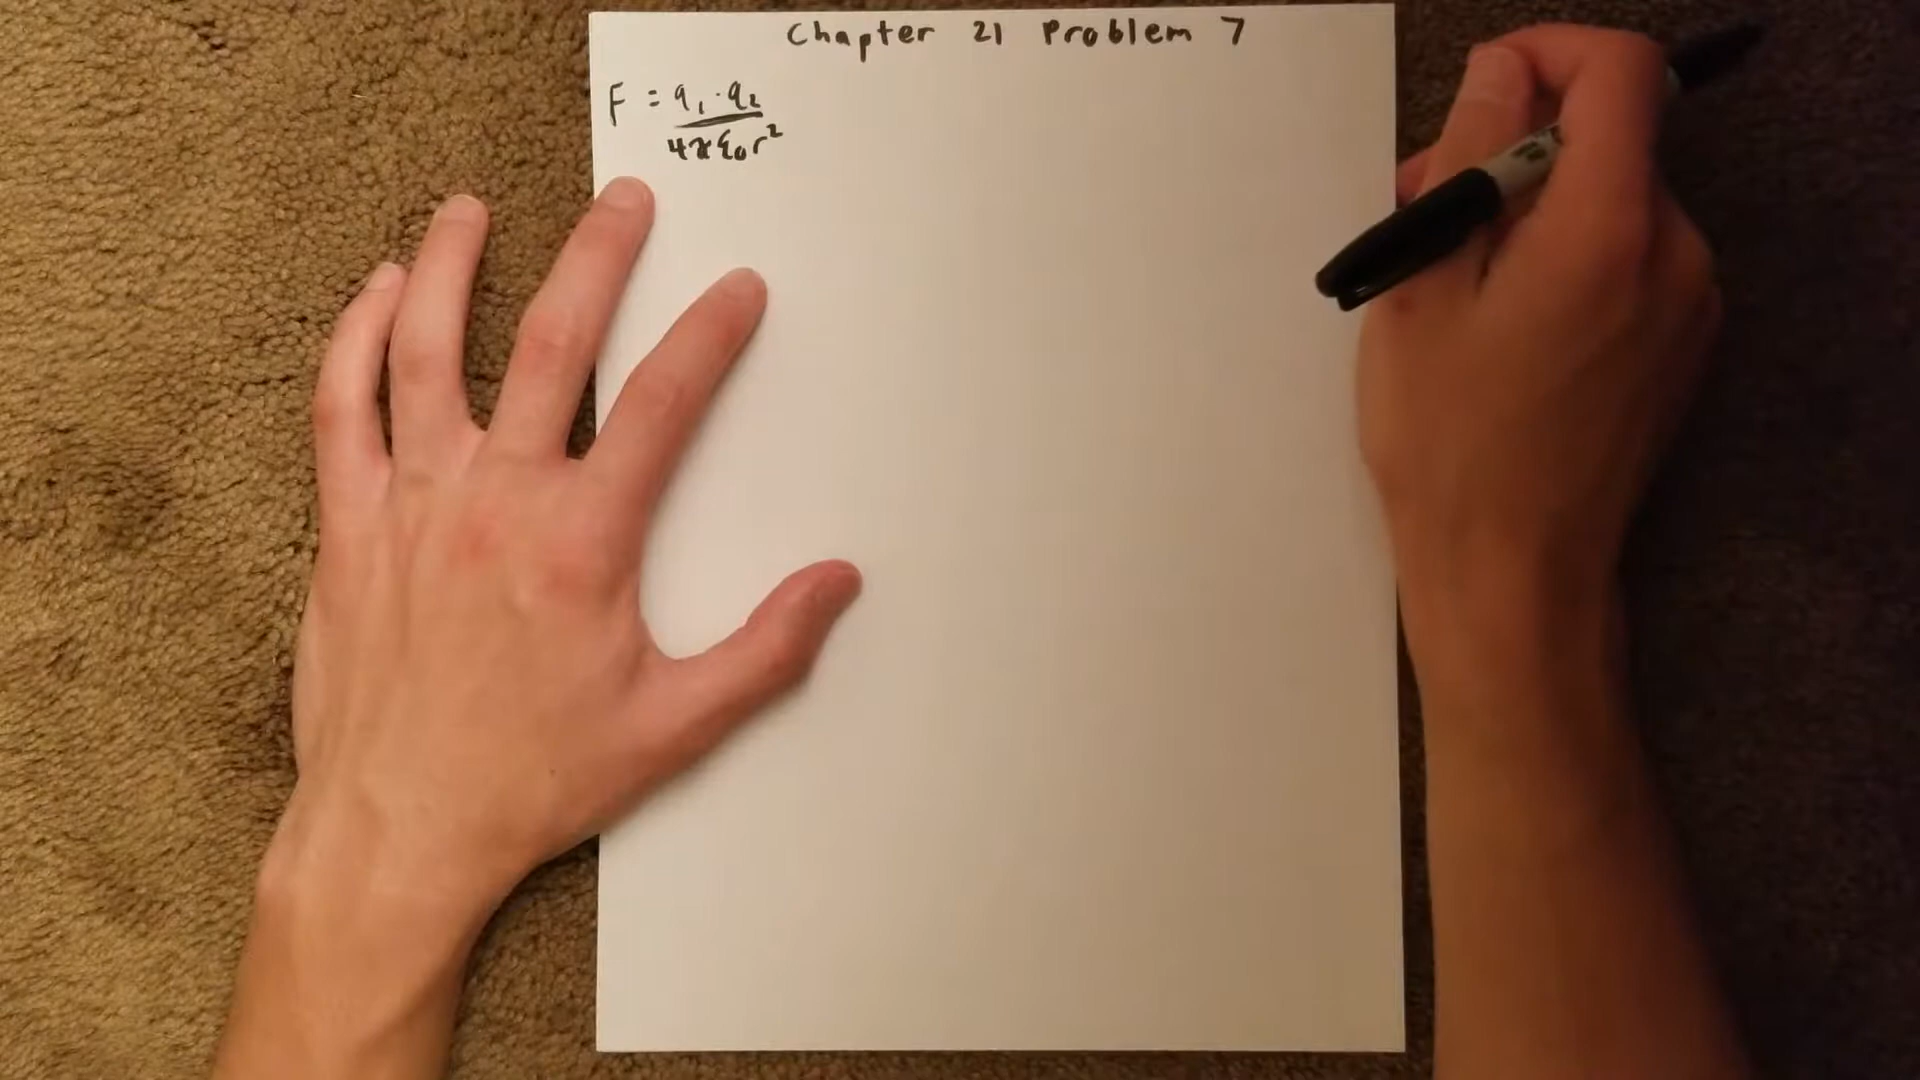 Chapter 21 Problem 7
F = q₁ · q₂
4πε₀r²